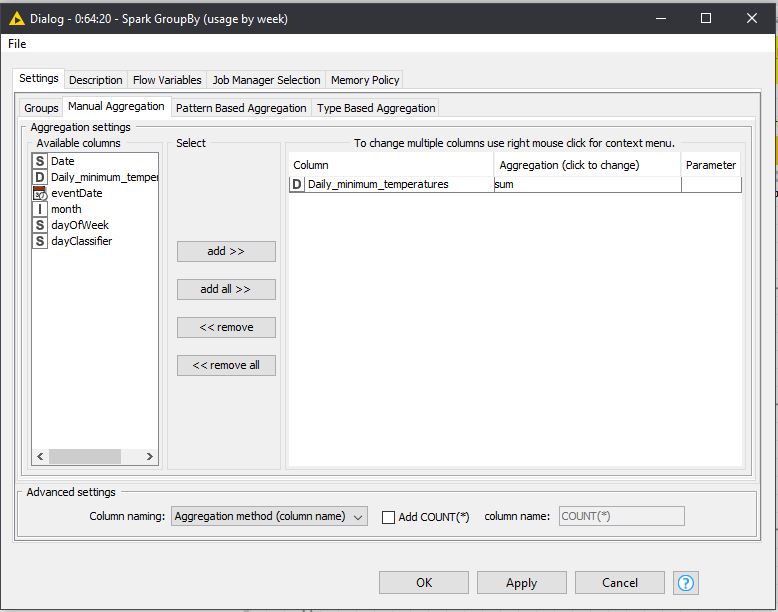 Dialog - 0:64:20 - Spark GroupBy (usage by week)
File
Settings Description Flow Variables Job Manager Selection Memory Policy
Groups Manual Aggregation Pattern Based Aggregation Type Based Aggregation
Aggregation settings
Available columns
S Date
D Daily_minimum_temper
eventDate
I month
S dayOfWeek
S dayClassifier
Select
add >>
add all >>
<< remove
<< remove all
To change multiple columns use right mouse click for context menu.
Column Aggregation (click to change) Parameter
D Daily_minimum_temperatures sum
Advanced settings
Column naming: Aggregation method (column name) Add COUNT(*) column name: COUNT(*)
OK Apply Cancel ?